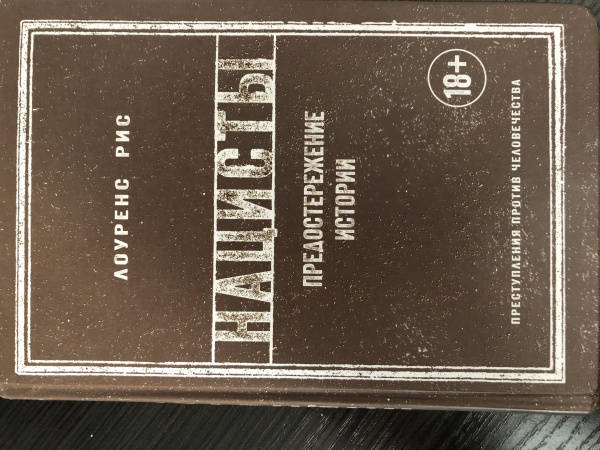 ЛОУРЕНС РИС
НАЦИСТЫ
ПРЕДОСТЕРЕЖЕНИЕ
ИСТОРИИ
18+
ПРЕСТУПЛЕНИЯ ПРОТИВ ЧЕЛОВЕЧЕСТВА